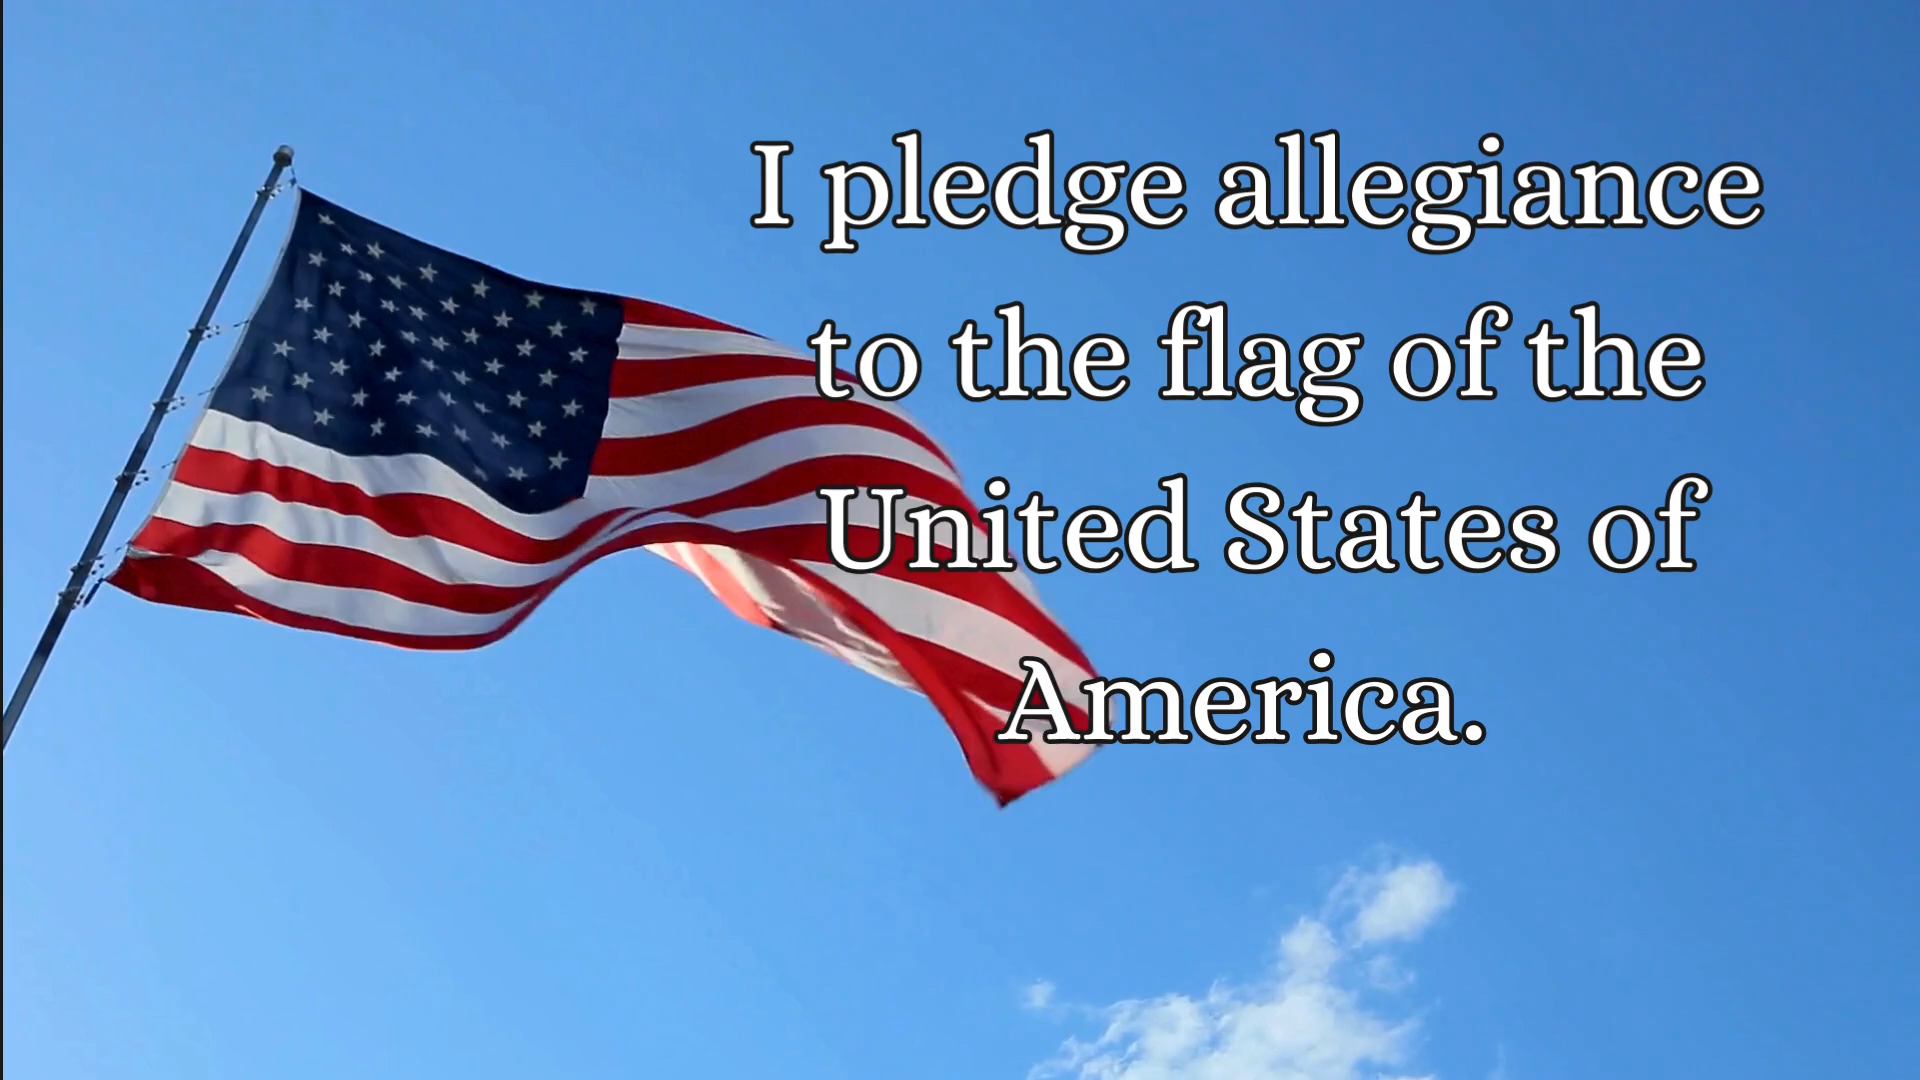 I pledge allegiance
to the flag of the
United States of
America.